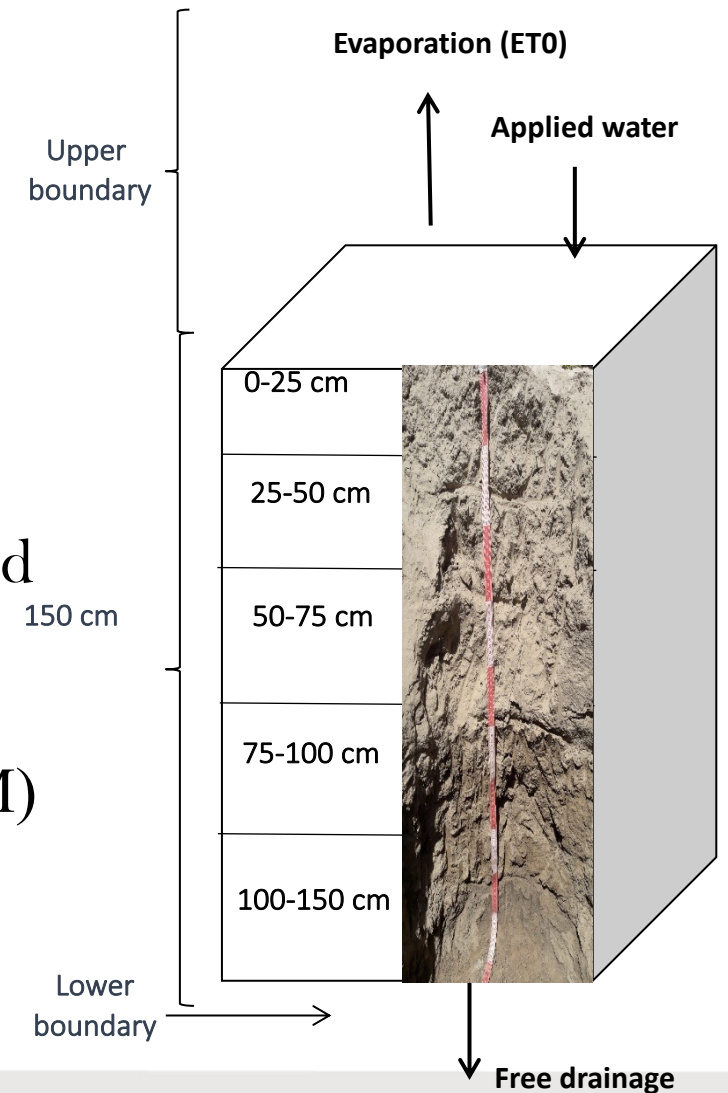 Evaporation (ET0)
Applied water
Upper
boundary
0-25 cm
25-50 cm
d
150 cm
50-75 cm
75-100 cm
M)
100-150 cm
Lower
boundary
Free drainage